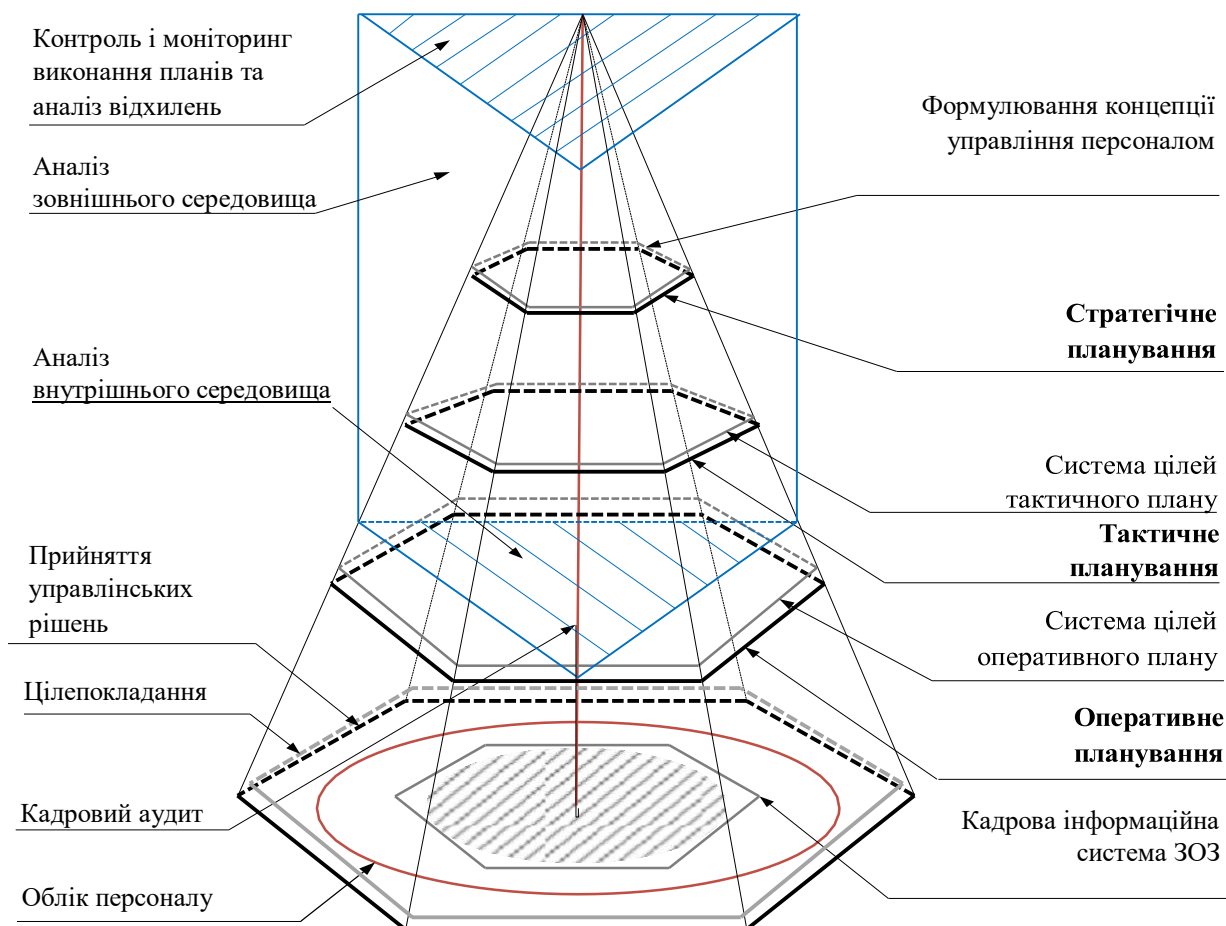 Контроль і моніторинг
виконання планів та
аналіз відхилень
Аналіз
зовнішнього середовища
Аналіз
внутрішнього середовища
Прийняття
управлінських
рішень
Цілепокладання
Кадровий аудит
Облік персоналу
Формулювання концепції
управління персоналом
Стратегічне
планування
Система цілей
тактичного плану
Тактичне
планування
Система цілей
оперативного плану
Оперативне
планування
Кадрова інформаційна
система ЗОЗ